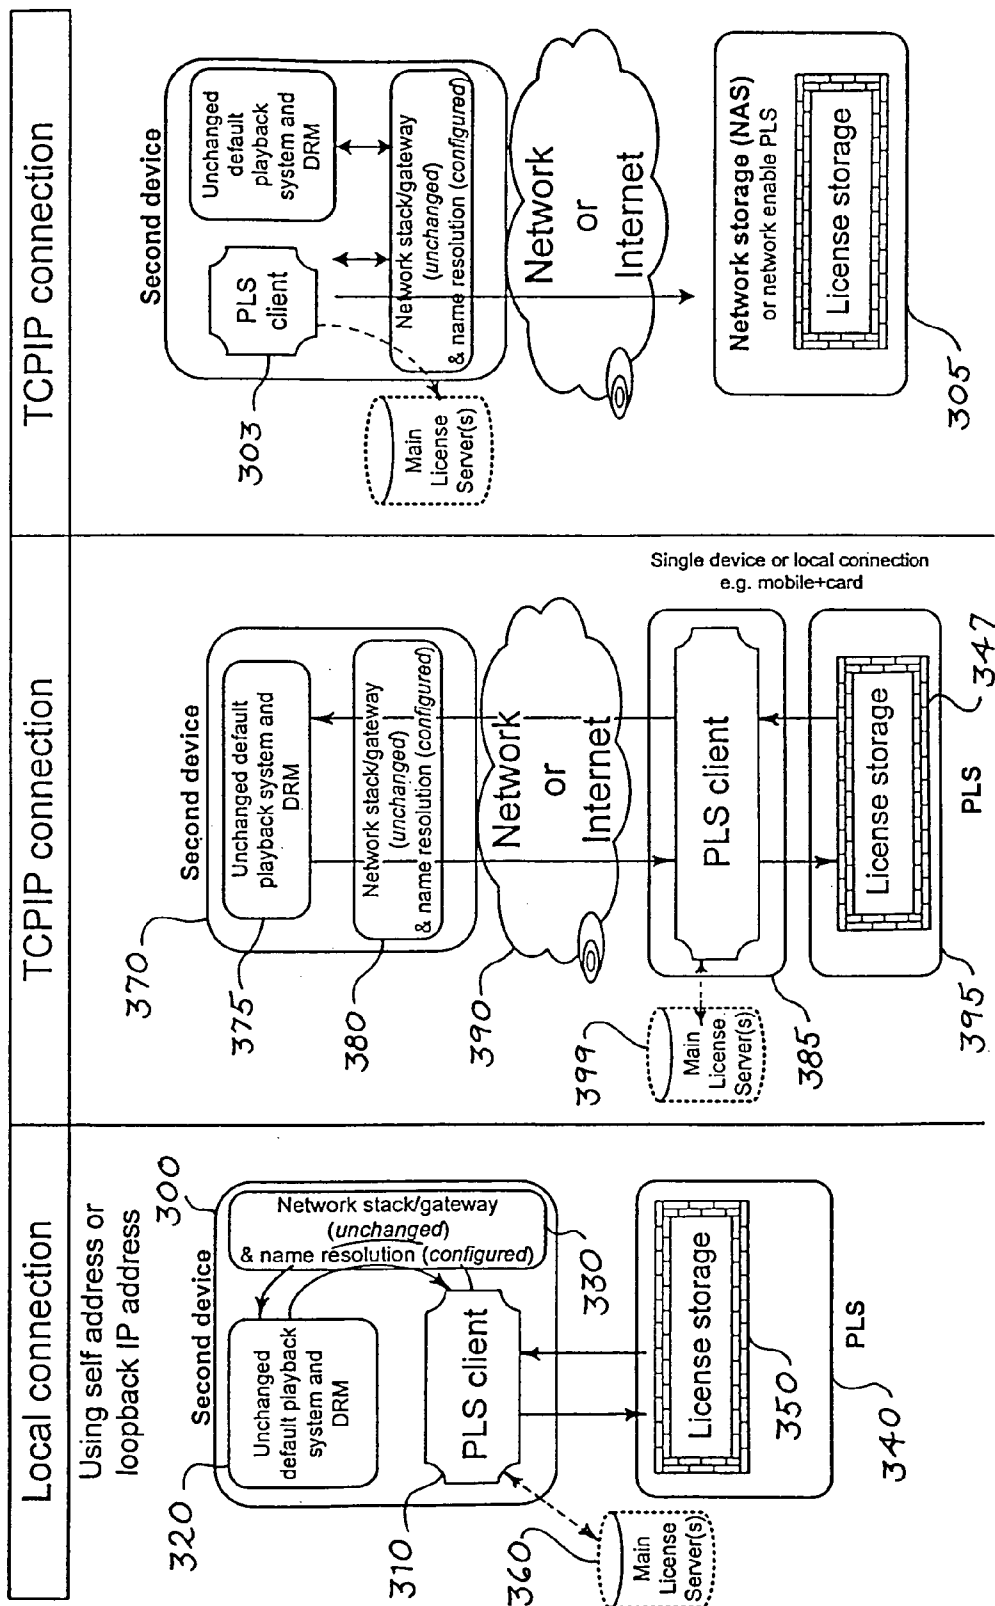 Local connection
Using self address or
loopback IP address
Second device
300
320
Unchanged
default playback
system and
DRM
Network stack/gateway
(unchanged)
& name resolution (configured)
330
310
PLS client
360
Main
License
Server(s)
License storage
350
PLS
340
TCPIP connection
370
Second device
375
Unchanged default
playback system and
DRM
380
Network stack/gateway
(unchanged)
& name resolution (configured)
390
Network
or
Internet
399
Main
License
Server(s)
Single device or local connection
e.g. mobile+card
PLS client
385
License storage
347
PLS
395
TCPIP connection
Second device
303
PLS
client
Unchanged
default
playback
system and
DRM
Network stack/gateway
(unchanged)
& name resolution (configured)
Main
License
Server(s)
Network
or
Internet
Network storage (NAS)
or network enable PLS
License storage
305